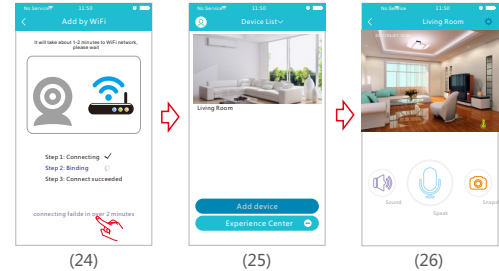 No Service 11:50
Add by WiFi
It will take about 1-2 minutes to WiFi network,
please wait
Step 1: Connecting
Step 2: Binding
Step 3: Connect succeeded
connecting failde in over 2 minutes
(24)
No Service 11:50
Device List
Living Room
Add device
Experience Center
(25)
No Service 11:50
Living Room
Sound
Speak
Snaps
(26)